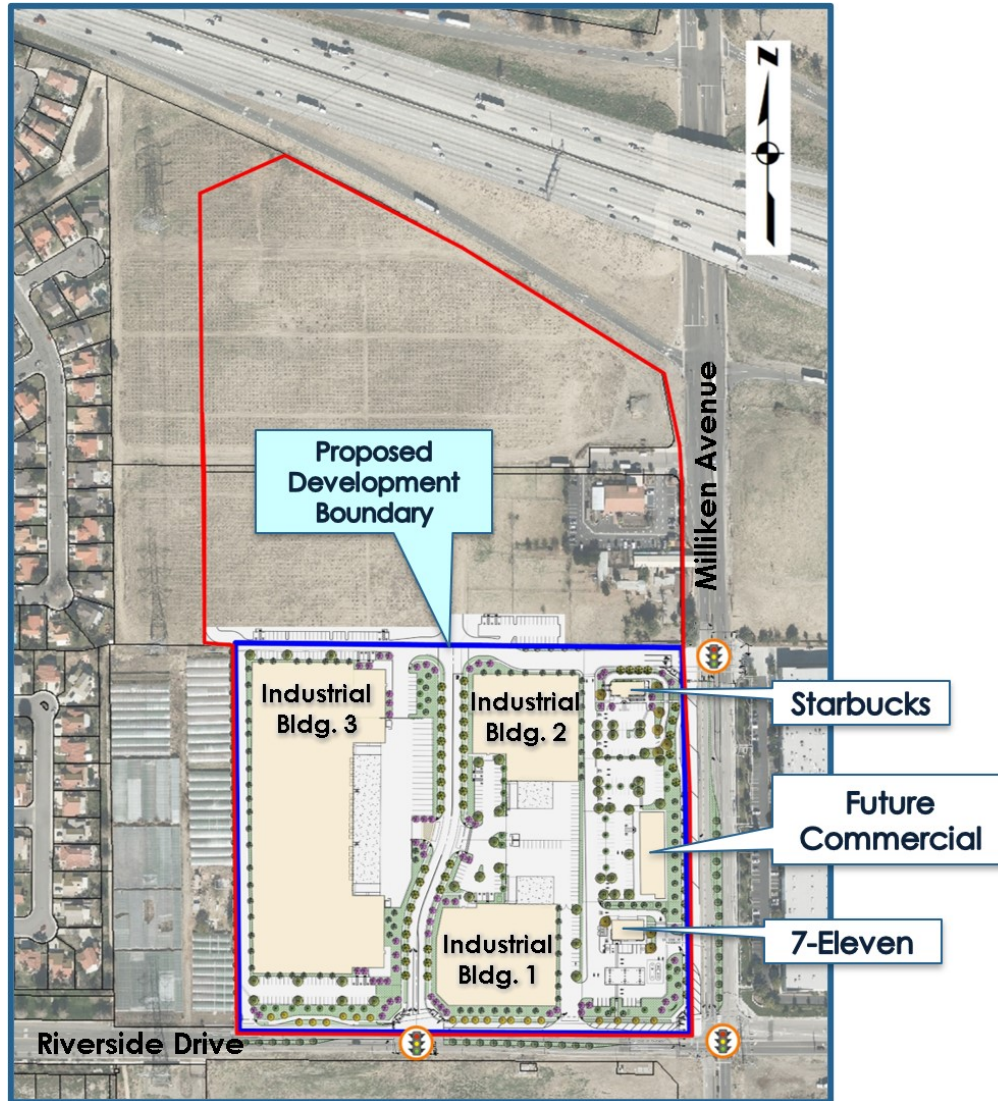 N
Milliken Avenue
Proposed
Development
Boundary
Industrial
Bldg. 3
Industrial
Bldg. 2
Starbucks
Future
Commercial
Industrial
Bldg. 1
7-Eleven
Riverside Drive